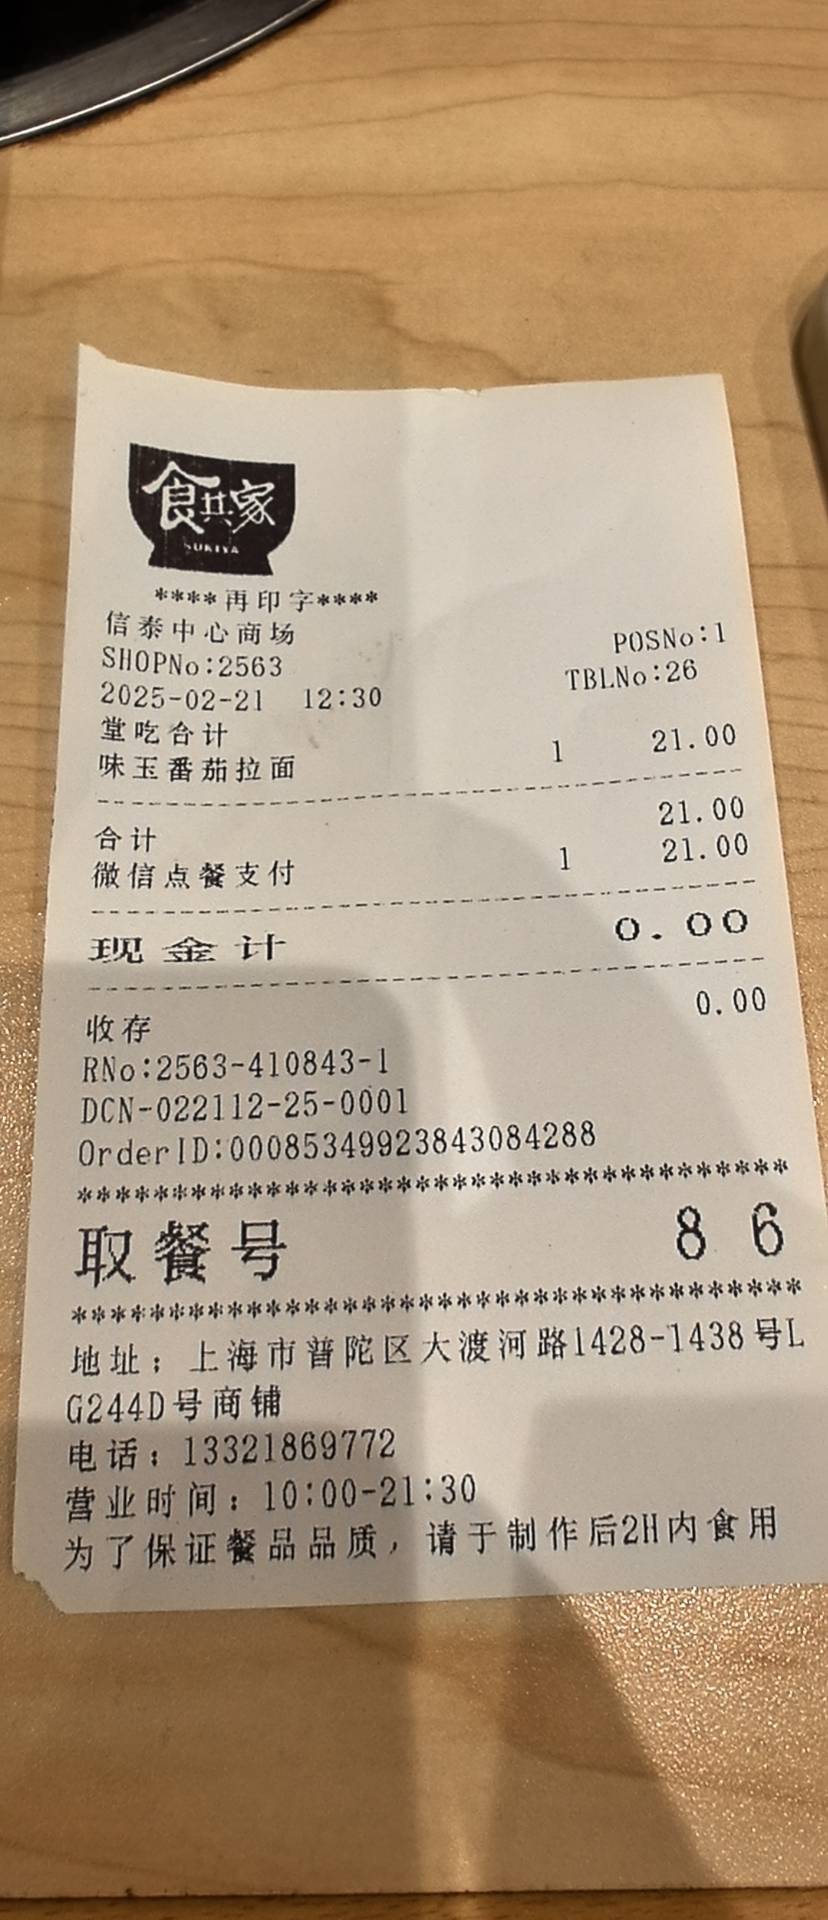 食其家
SUKIYA
****再印字****
信泰中心商场 POSNo:1
SHOPNo:2563 TBLNo:26
2025-02-21 12:30
堂吃合计
味玉番茄拉面 1 21.00
合计 21.00
微信点餐支付 1 21.00
现金计 0.00
收存 0.00
RNo:2563-410843-1
DCN-022112-25-0001
OrderID:00085349923843084288
**************************************
取餐号 8 6
**************************************
地址：上海市普陀区大渡河路1428-1438号L
G244D号商铺
电话：13321869772
营业时间：10:00-21:30
为了保证餐品品质，请于制作后2H内食用